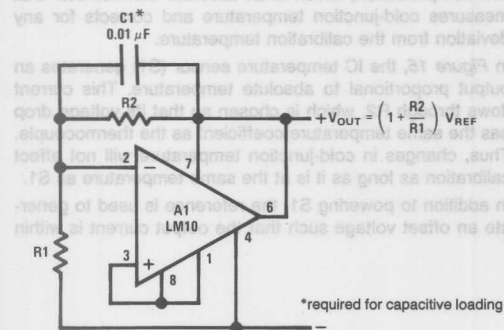 measures cold-junction temperature and corrects for any
deviation from the calibration temperature.
C1*
0.01 μF
n Figure 15, the IC temperature sensor (S1) generates an
output proportional to absolute temperature. This current
through R2, which is chosen so that its voltage drop
as the same temperature coefficient as the thermocouple.
Thus, changes in cold-junction temperature will not affect
calibration as long as it is at the same temperature as S1.
n addition to powering S1, the reference is used to gener-
ate an offset voltage such that the output current is within
R2
+VOUT = (1 + R2/R1) VREF
2
7
A1
LM10
6
R1
3
+
8
1
4
*required for capacitive loading
−